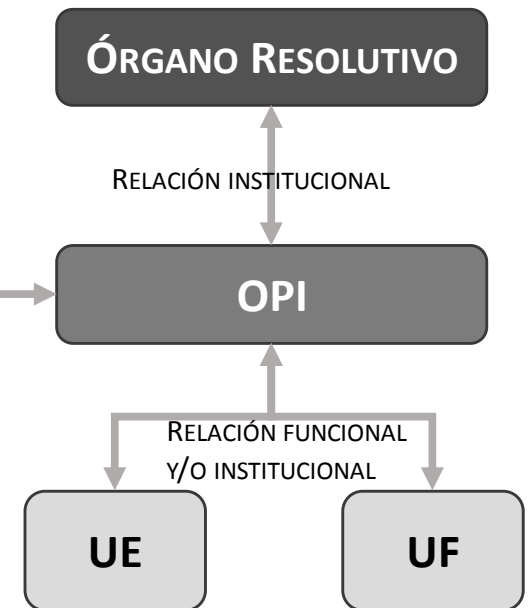 ÓRGANO RESOLUTIVO
RELACIÓN INSTITUCIONAL
OPI
RELACIÓN FUNCIONAL
Y/O INSTITUCIONAL
UE
UF